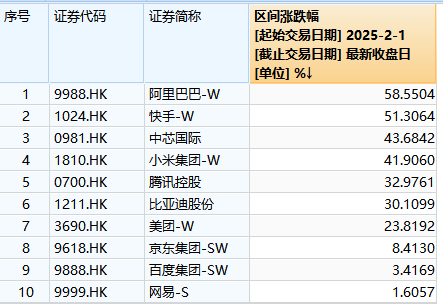 序号 证券代码 证券简称 区间涨跌幅
[起始交易日期] 2025-2-1
[截止交易日期] 最新收盘日
[单位] %↓
1 9988.HK 阿里巴巴-W 58.5504
2 1024.HK 快手-W 51.3064
3 0981.HK 中芯国际 43.6842
4 1810.HK 小米集团-W 41.9060
5 0700.HK 腾讯控股 32.9761
6 1211.HK 比亚迪股份 30.1099
7 3690.HK 美团-W 23.8192
8 9618.HK 京东集团-SW 8.4130
9 9888.HK 百度集团-SW 3.4169
10 9999.HK 网易-S 1.6057